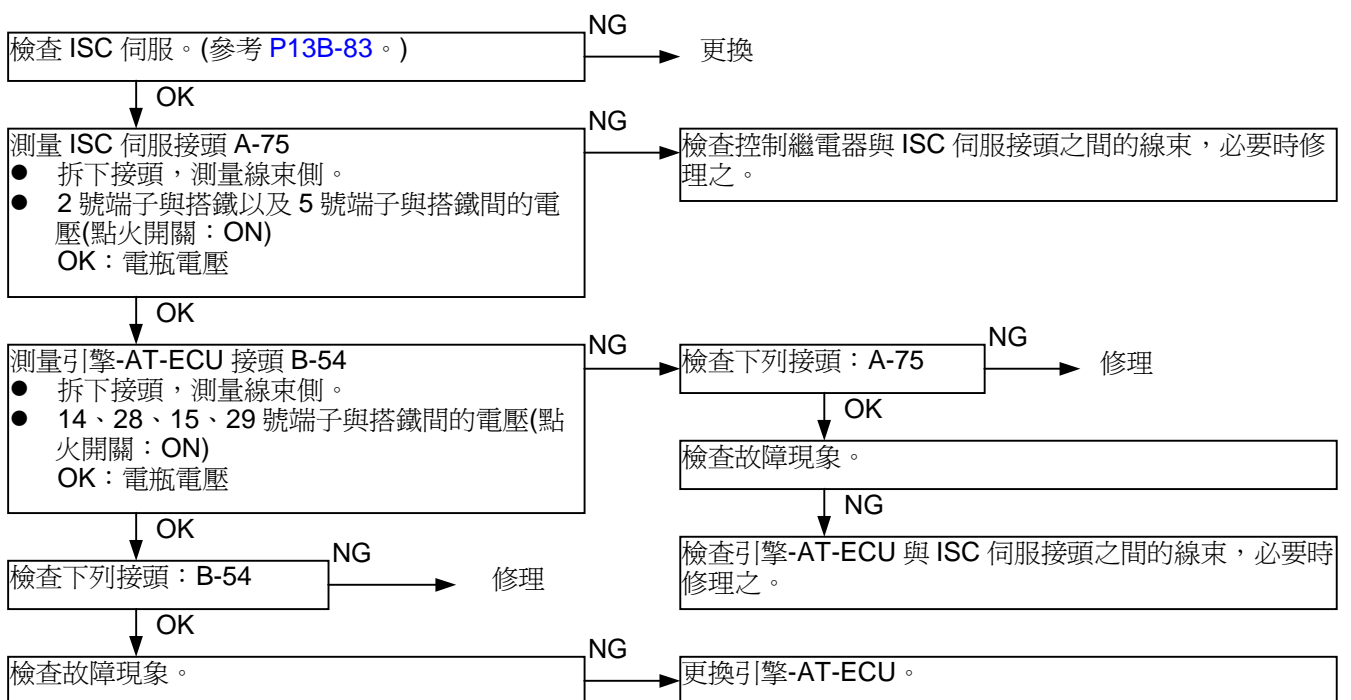 檢查 ISC 伺服。(參考 P13B-83。)
NG
更換
OK
測量 ISC 伺服接頭 A-75
● 拆下接頭，測量線束側。
● 2 號端子與搭鐵以及 5 號端子與搭鐵間的電
壓(點火開關：ON)
OK：電瓶電壓
NG
檢查控制繼電器與 ISC 伺服接頭之間的線束，必要時修
理之。
OK
測量引擎-AT-ECU 接頭 B-54
● 拆下接頭，測量線束側。
● 14、28、15、29 號端子與搭鐵間的電壓(點
火開關：ON)
OK：電瓶電壓
NG
檢查下列接頭：A-75
NG
修理
OK
檢查故障現象。
NG
檢查引擎-AT-ECU 與 ISC 伺服接頭之間的線束，必要時
修理之。
OK
檢查下列接頭：B-54
NG
修理
OK
檢查故障現象。
NG
更換引擎-AT-ECU。